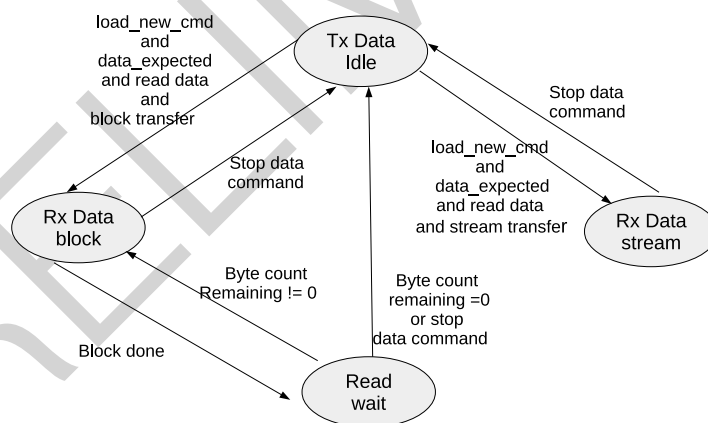 load_new_cmd
and
data_expected
and read data
and
block transfer
Tx Data
Idle
Stop data
command
Stop data
command
load_new_cmd
and
data_expected
and read data
and stream transfer
Rx Data
block
Rx Data
stream
Byte count
Remaining != 0
Byte count
remaining =0
or stop
data command
Block done
Read
wait